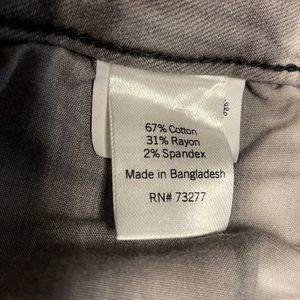 67% Cotton
31% Rayon
2% Spandex
Made in Bangladesh
RN# 73277